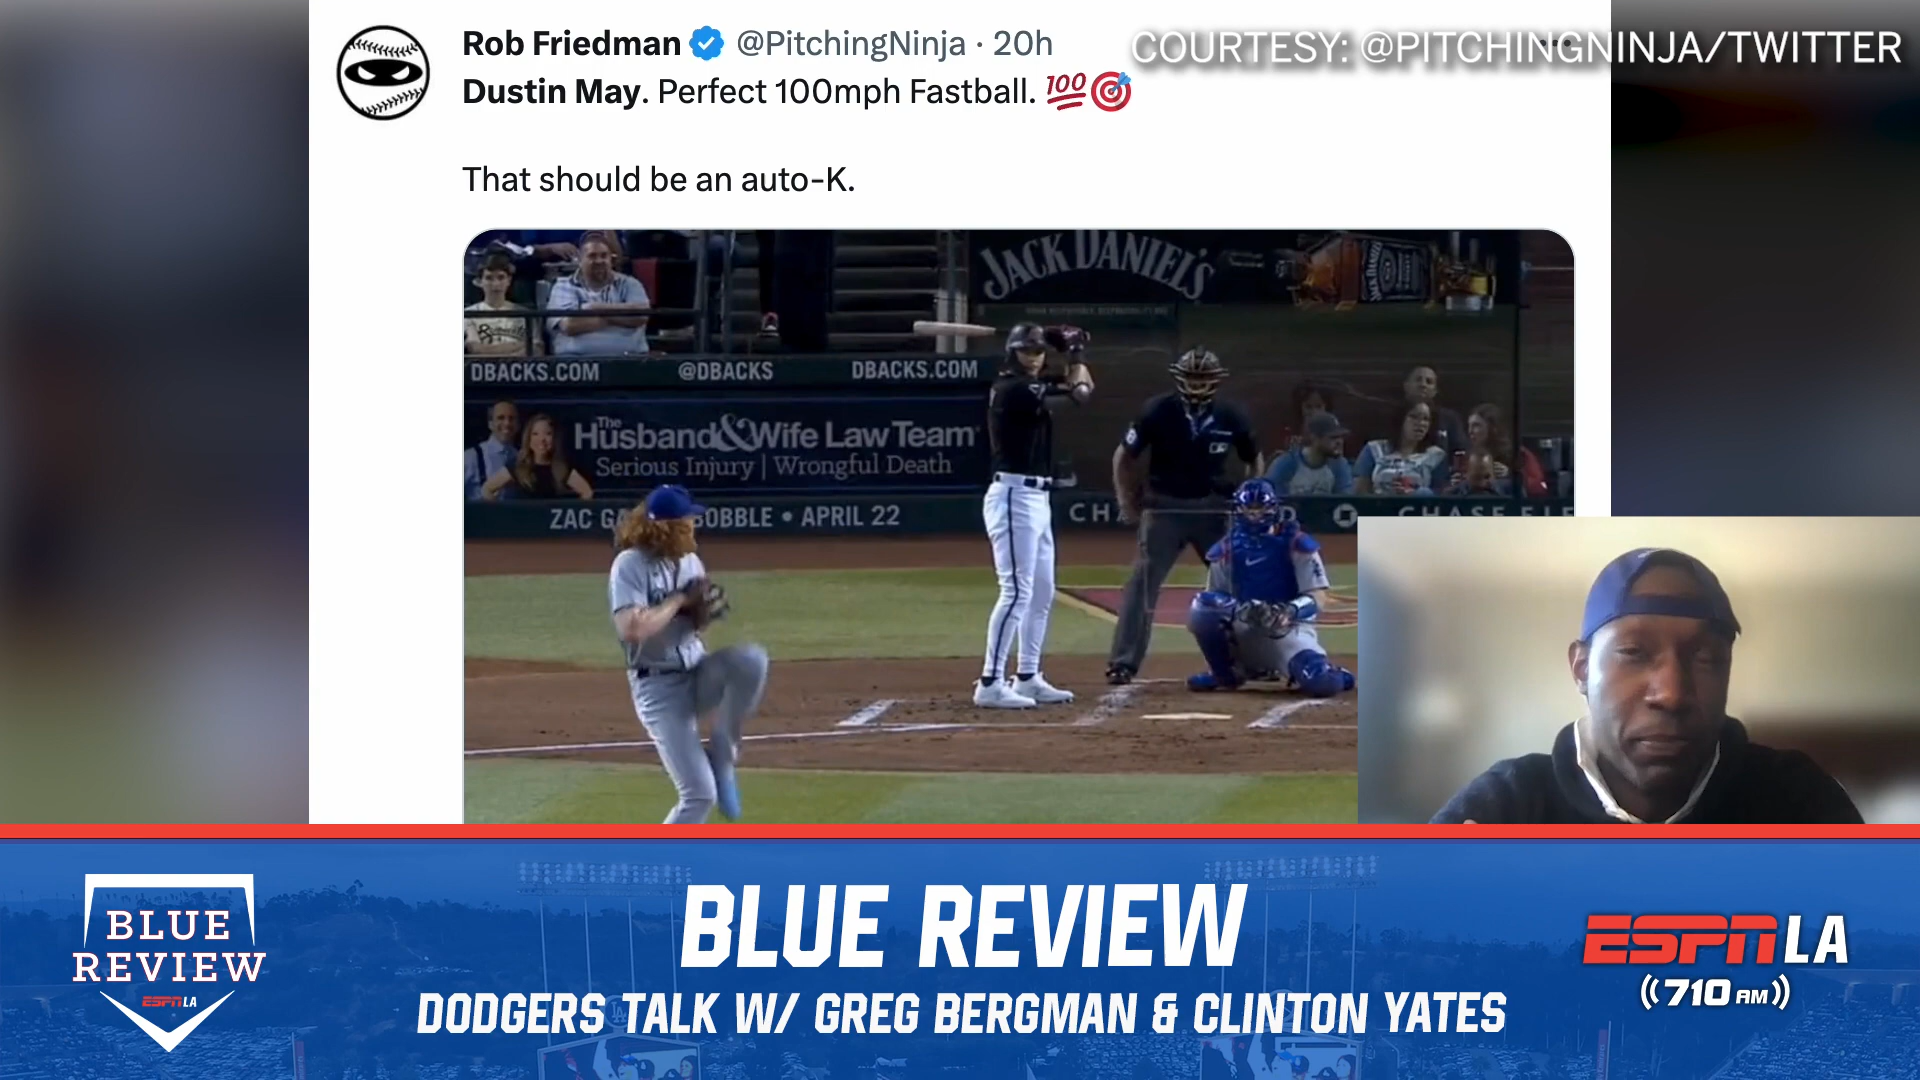 Rob Friedman @PitchingNinja · 20h
COURTESY: @PITCHINGNINJA/TWITTER
Dustin May. Perfect 100mph Fastball. 💯🎯
That should be an auto-K.
JACK DANIEL'S
DBACKS.COM @DBACKS DBACKS.COM
The Husband & Wife Law Team
Serious Injury | Wrongful Death
ZAC OBBLE • APRIL 22
BLUE REVIEW
ESPN LA
BLUE REVIEW
DODGERS TALK W/ GREG BERGMAN & CLINTON YATES
ESPN LA
710 AM